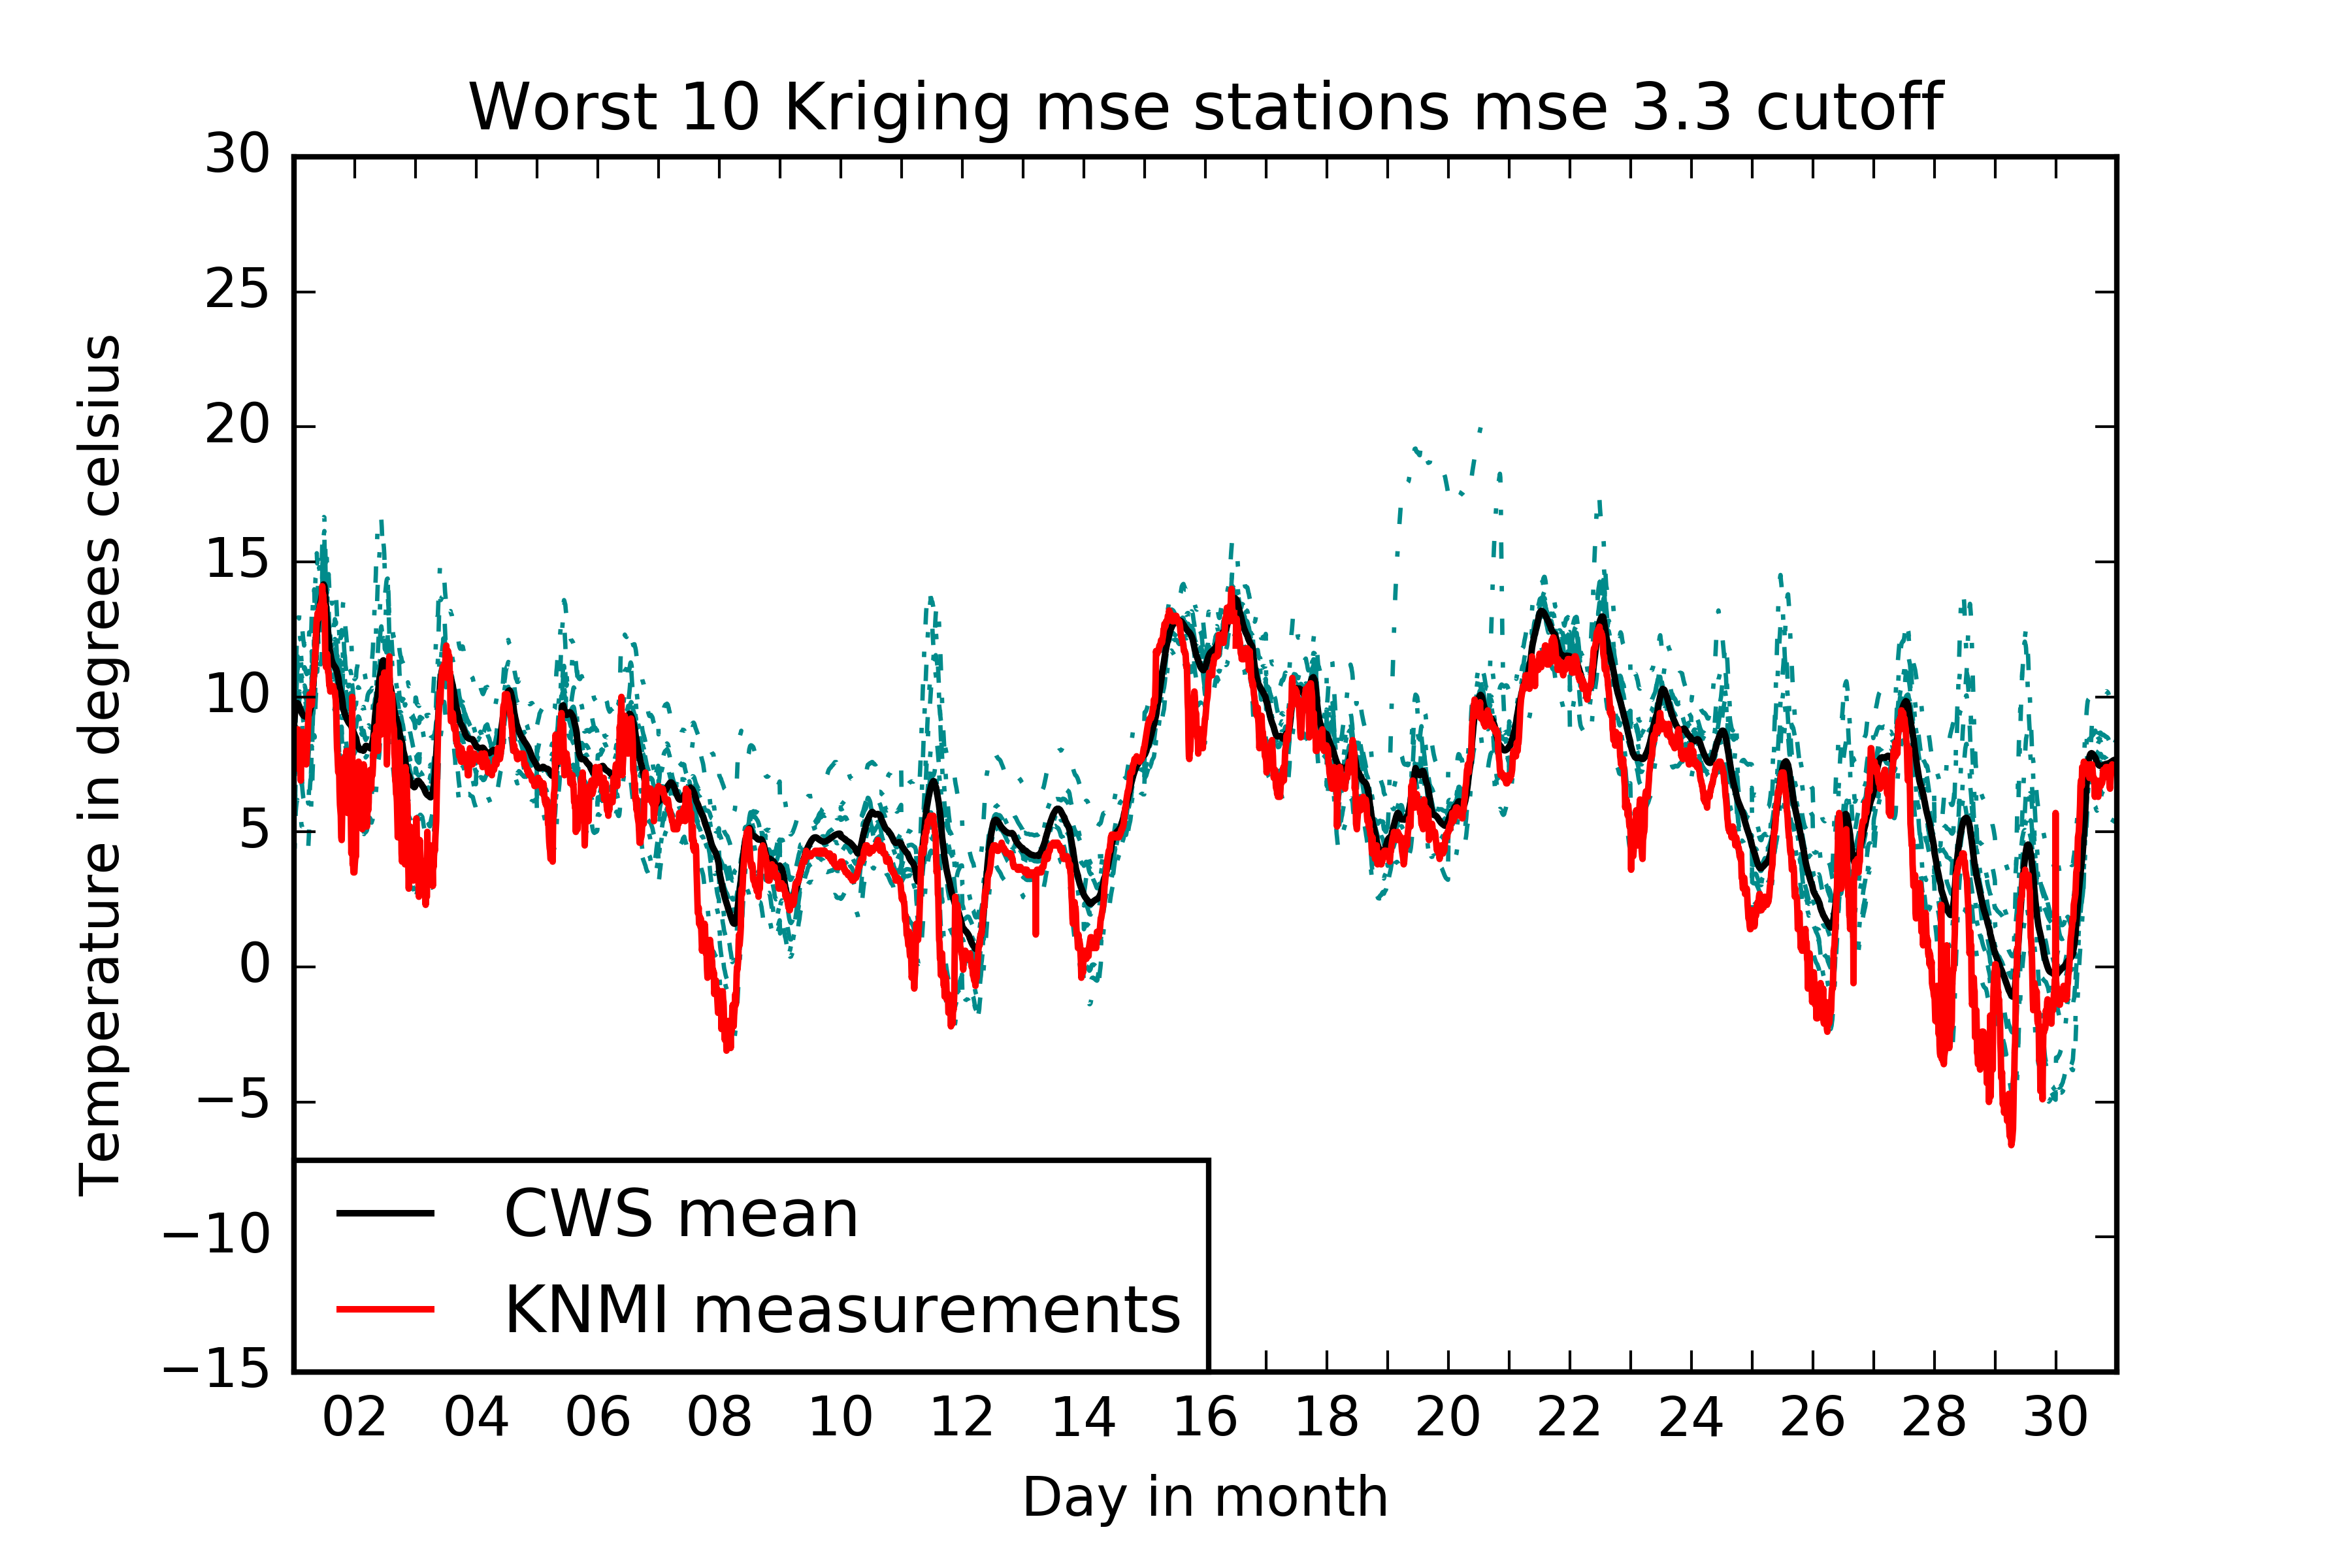 Worst 10 Kriging mse stations mse 3.3 cutoff
30
25
20
15
10
5
0
−5
−10
−15
Temperature in degrees celsius
CWS mean
KNMI measurements
02 04 06 08 10 12 14 16 18 20 22 24 26 28 30
Day in month